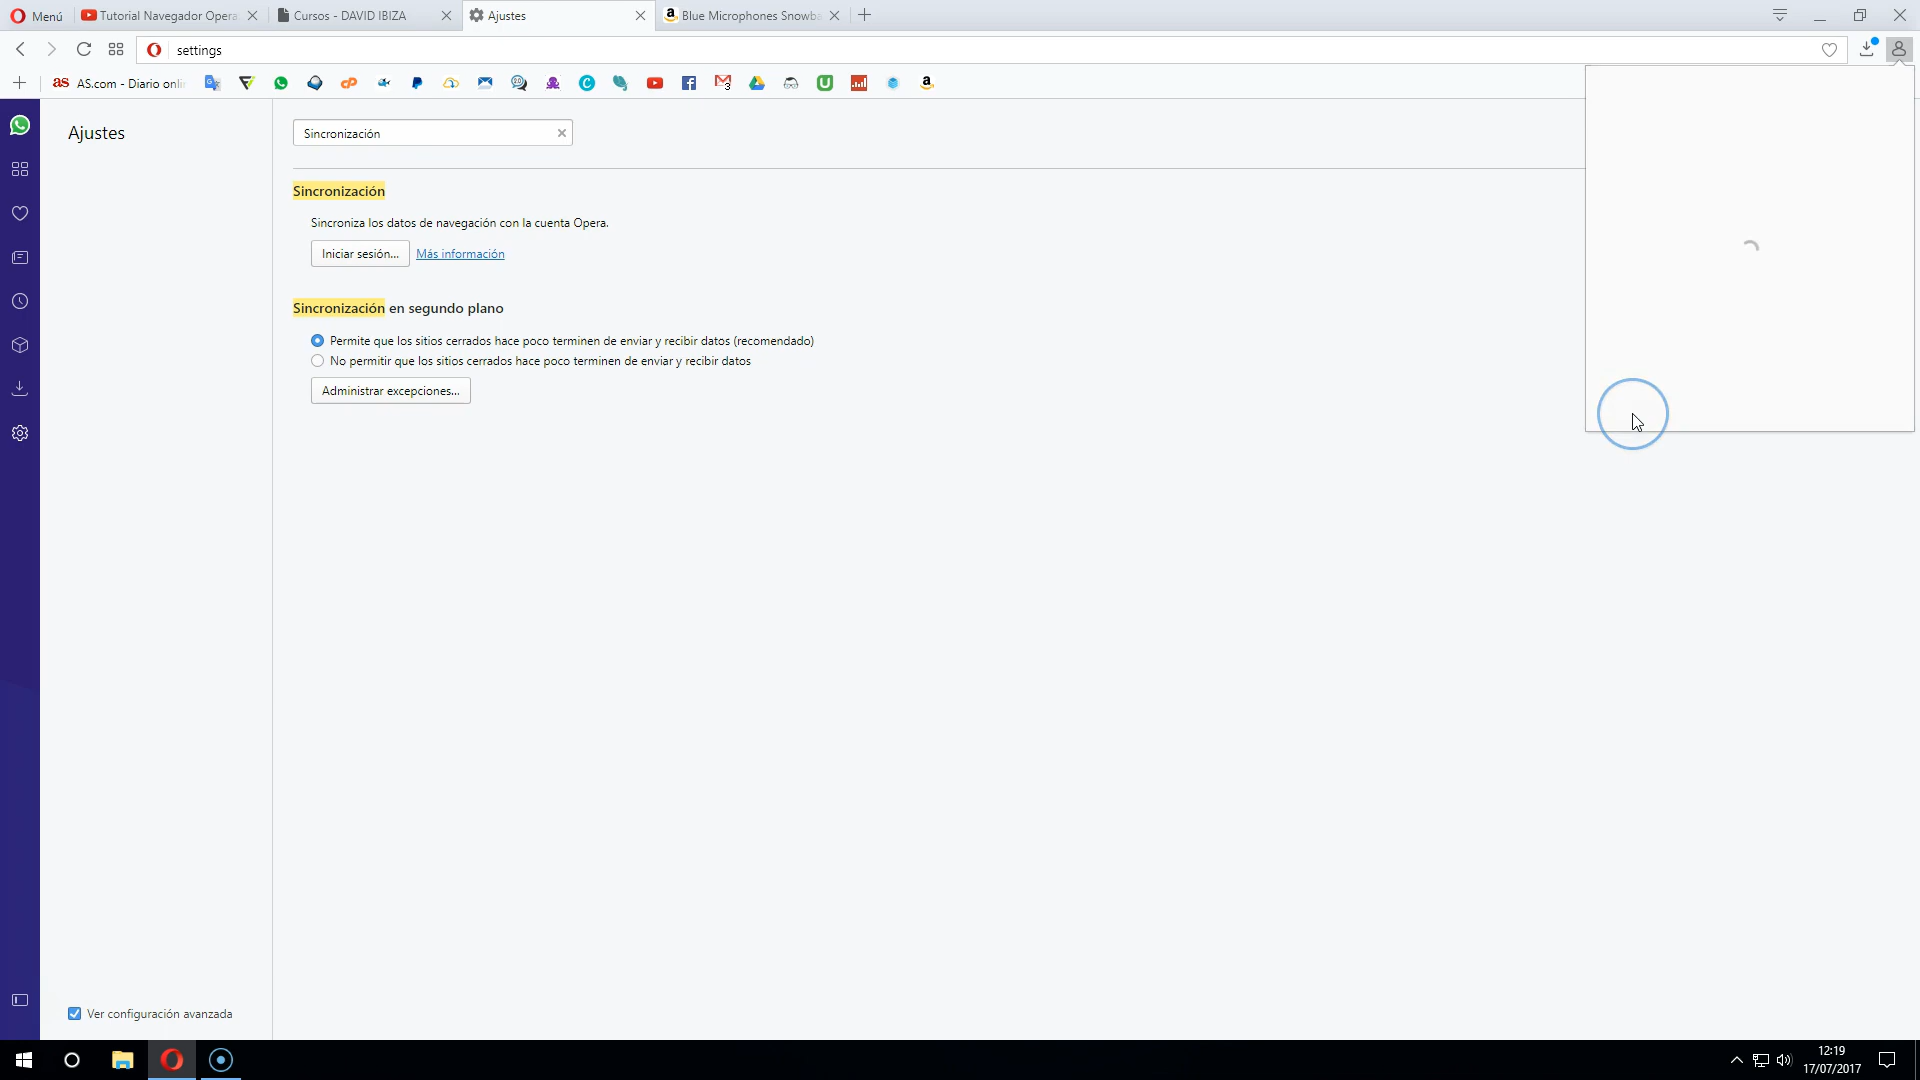 Menú
Tutorial Navegador Opera
Cursos - DAVID IBIZA
Ajustes
Blue Microphones Snowba
settings
as AS.com - Diario onlin
Ajustes
Sincronización
Sincronización
Sincroniza los datos de navegación con la cuenta Opera.
Iniciar sesión... Más información
Sincronización en segundo plano
Permite que los sitios cerrados hace poco terminen de enviar y recibir datos (recomendado)
No permitir que los sitios cerrados hace poco terminen de enviar y recibir datos
Administrar excepciones...
Ver configuración avanzada
12:19
17/07/2017